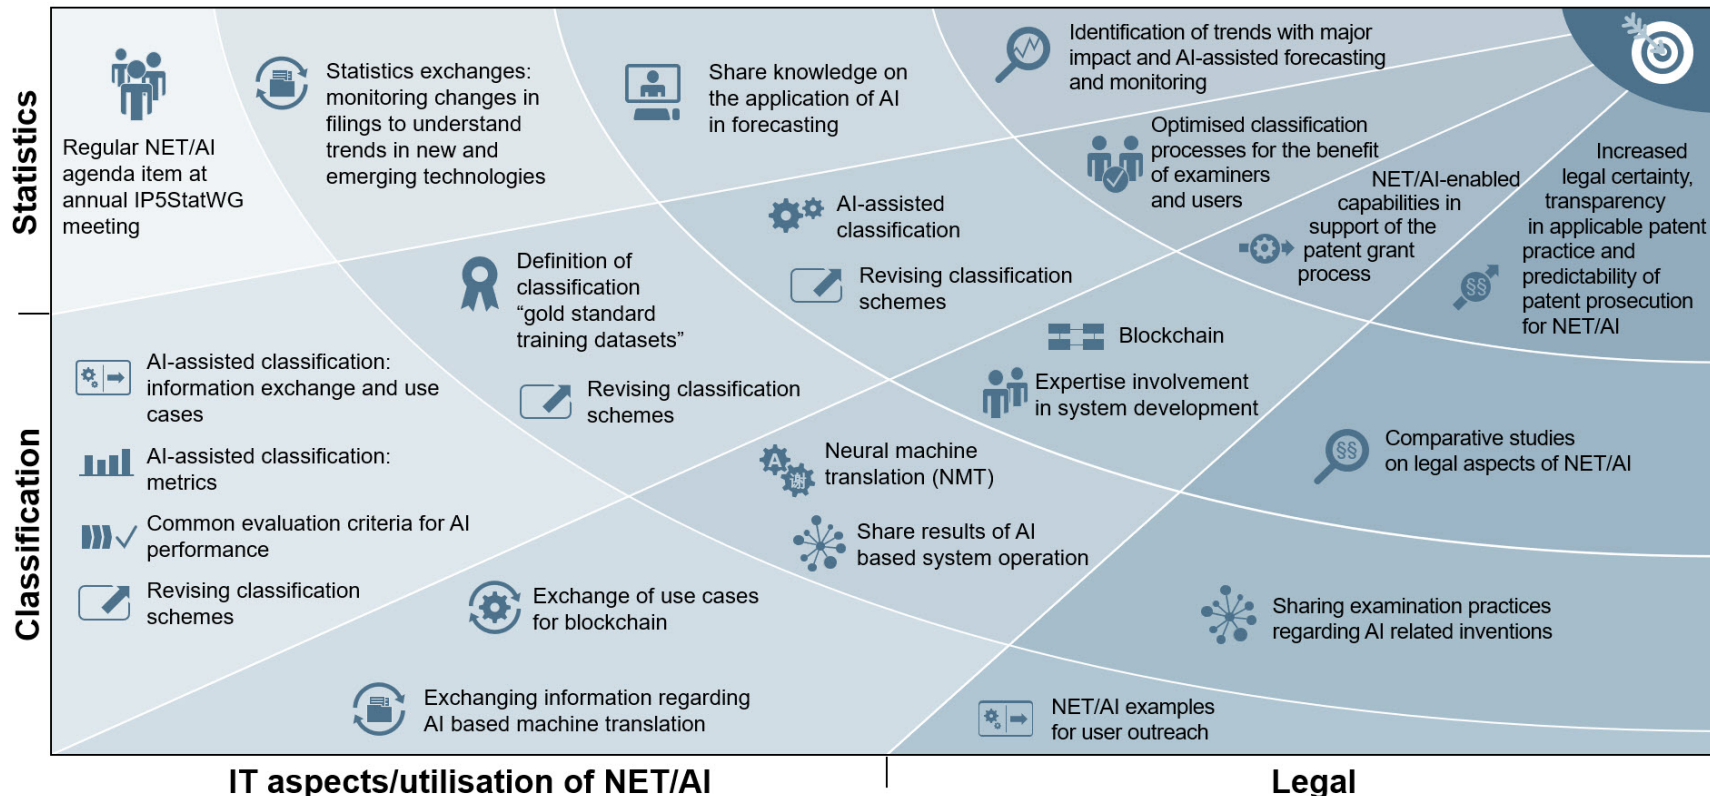 Statistics
Classification
Regular NET/AI
agenda item at
annual IP5StatWG
meeting
Statistics exchanges:
monitoring changes in
filings to understand
trends in new and
emerging technologies
Share knowledge on
the application of AI
in forecasting
Identification of trends with major
impact and AI-assisted forecasting
and monitoring
AI-assisted classification:
information exchange and use
cases
AI-assisted classification:
metrics
Common evaluation criteria for AI
performance
Revising classification
schemes
Definition of
classification
“gold standard
training datasets”
Revising classification
schemes
AI-assisted
classification
Revising classification
schemes
Optimised classification
processes for the benefit
of examiners
and users
Exchanging information regarding
AI based machine translation
Exchange of use cases
for blockchain
A
谢
Neural machine
translation (NMT)
Share results of AI
based system operation
Blockchain
Expertise involvement
in system development
NET/AI-enabled
capabilities in
support of the
patent grant
process
NET/AI examples
for user outreach
Sharing examination practices
regarding AI related inventions
§§
Comparative studies
on legal aspects of NET/AI
§§
Increased
legal certainty,
transparency
in applicable patent
practice and
predictability of
patent prosecution
for NET/AI
IT aspects/utilisation of NET/AI
Legal